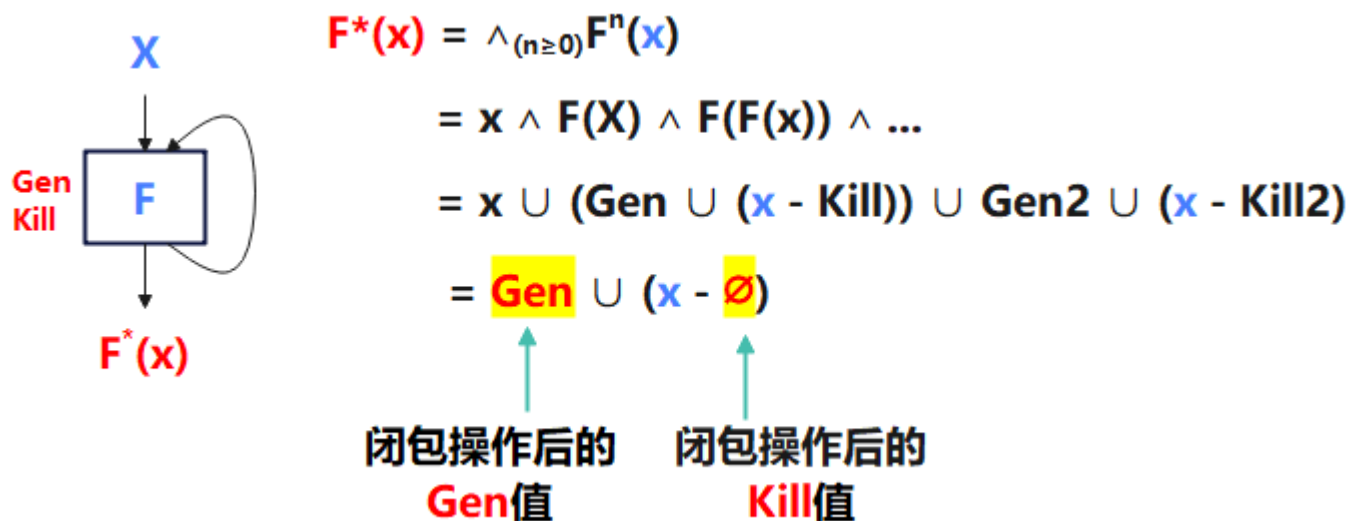 X
Gen
Kill
F
F*(x)
F*(x) = ∧(n≥0)Fⁿ(x)
= x ∧ F(X) ∧ F(F(x)) ∧ ...
= x ∪ (Gen ∪ (x - Kill)) ∪ Gen2 ∪ (x - Kill2)
= Gen ∪ (x - ∅)
闭包操作后的
Gen值
闭包操作后的
Kill值